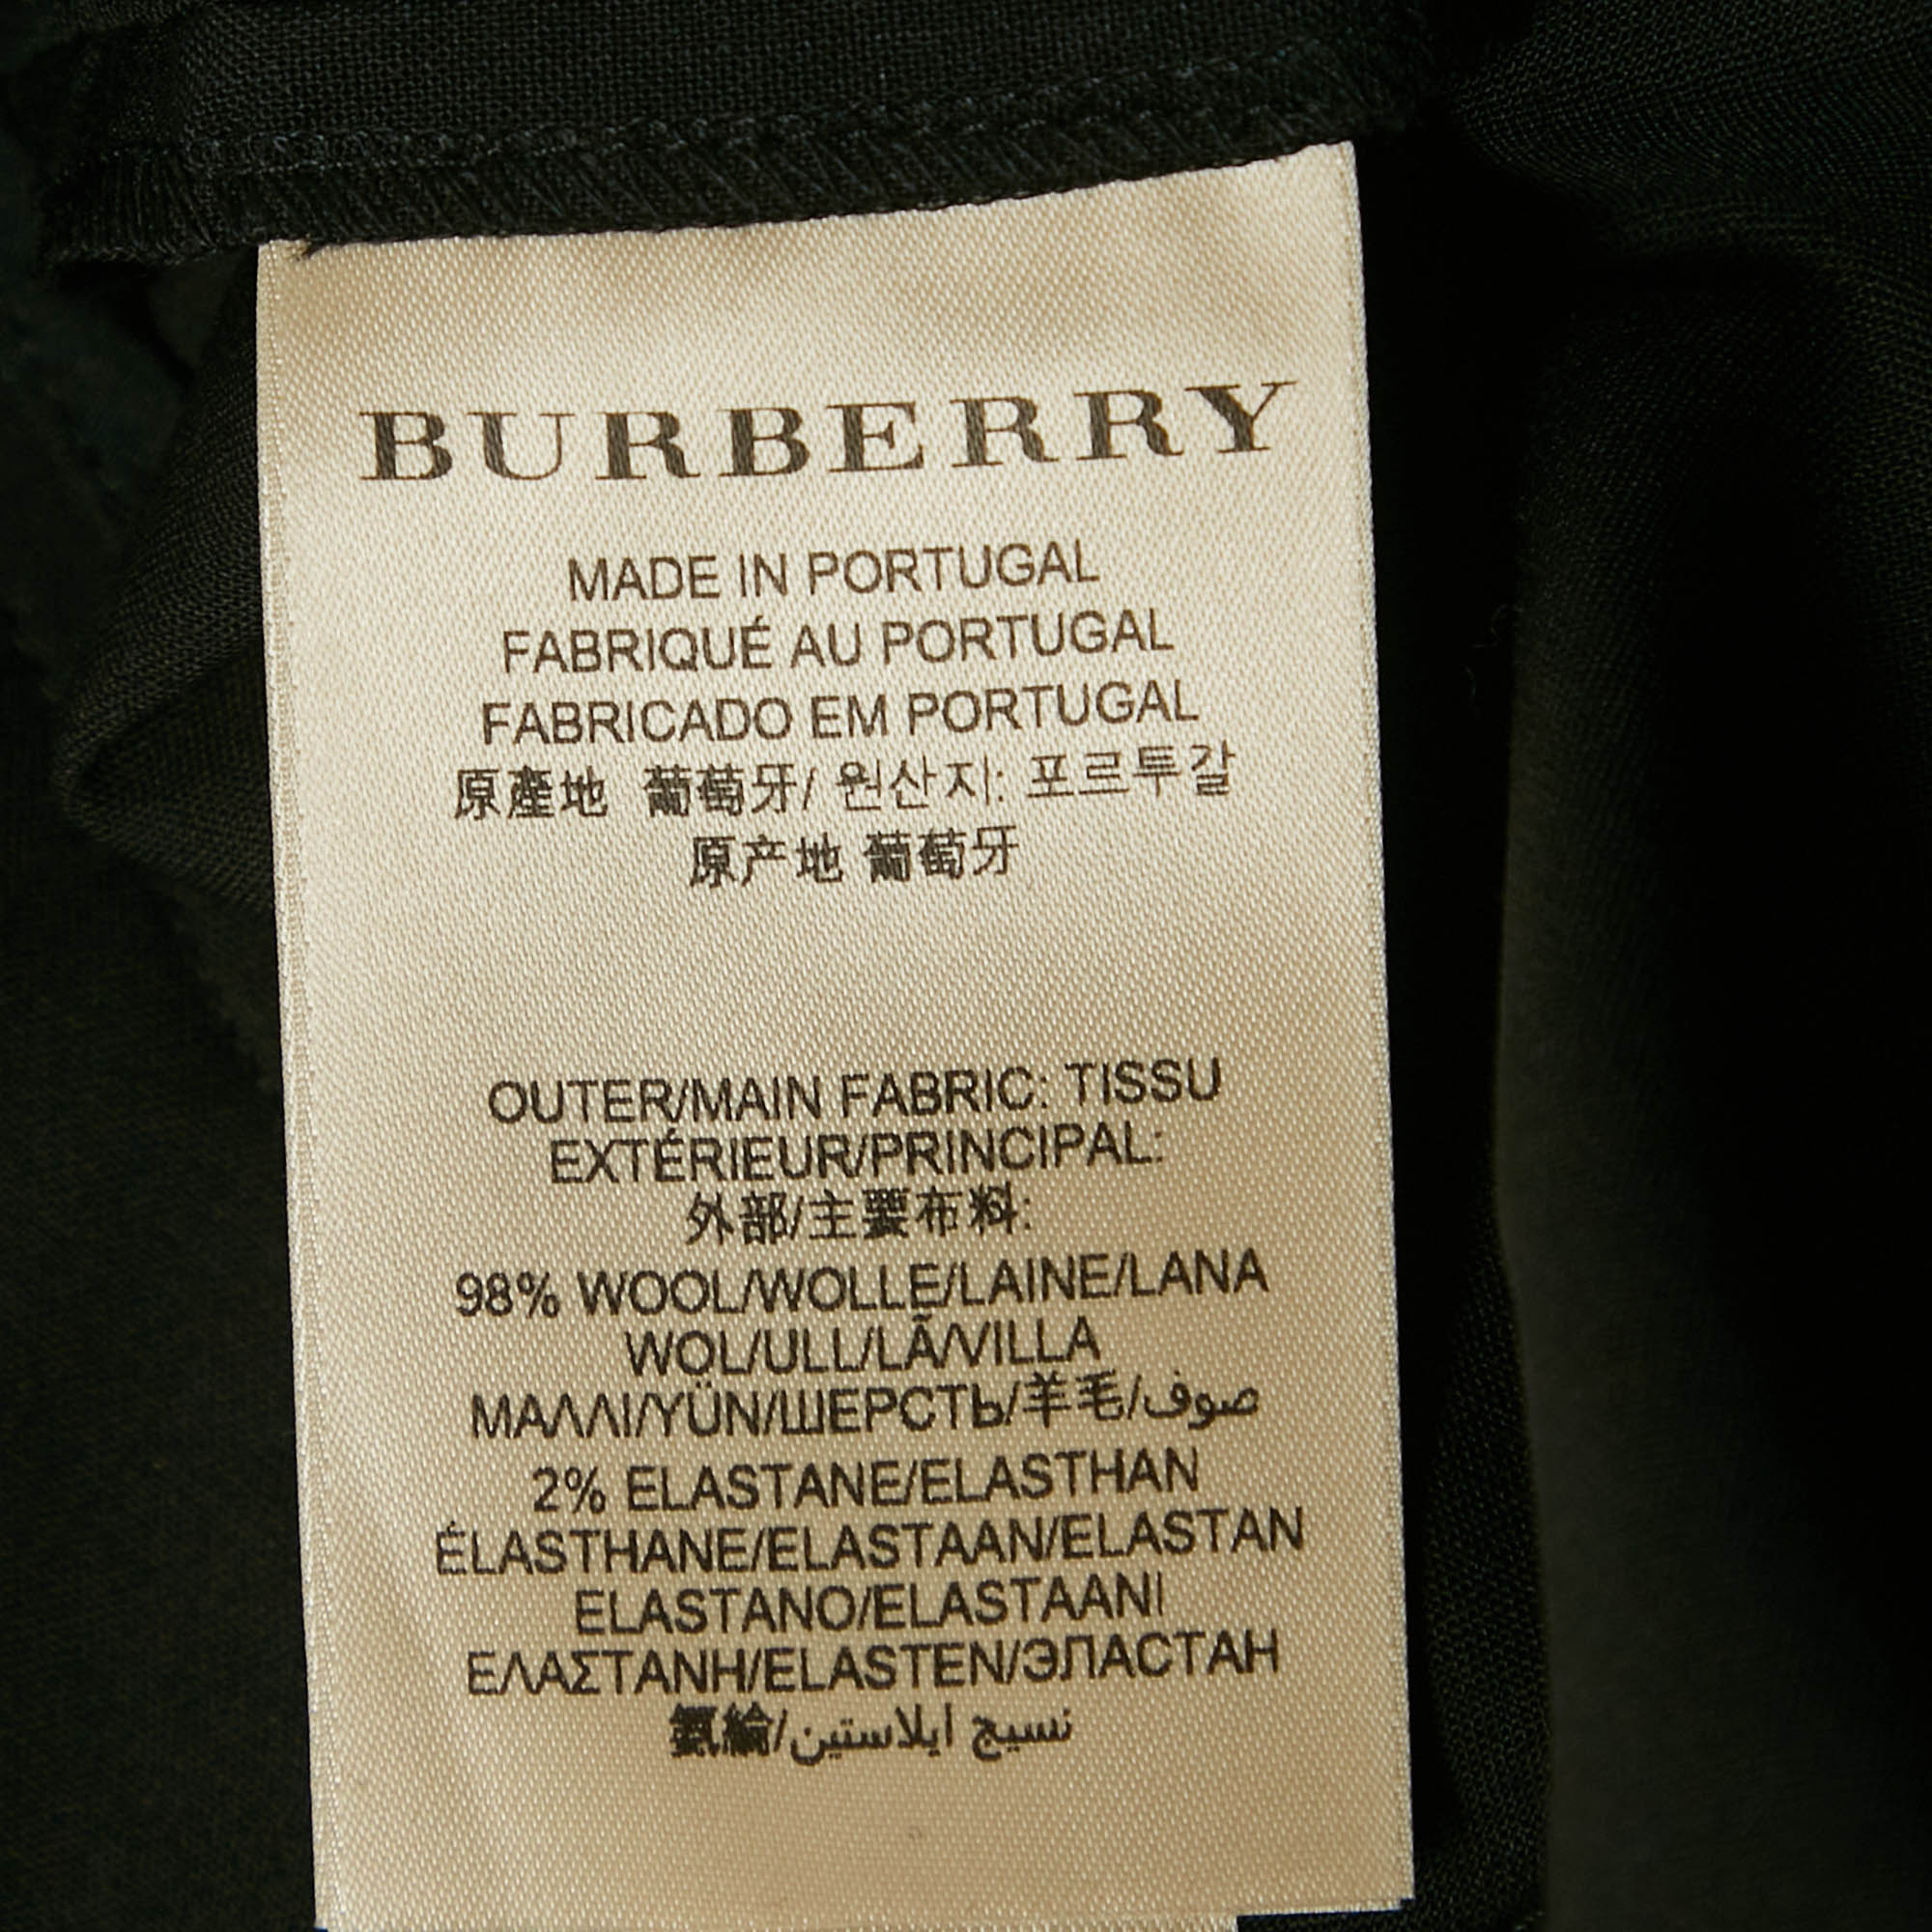 BURBERRY
MADE IN PORTUGAL
FABRIQUÉ AU PORTUGAL
FABRICADO EM PORTUGAL
原產地 葡萄牙/ 원산지: 포르투갈
原产地 葡萄牙
OUTER/MAIN FABRIC: TISSU
EXTÉRIEUR/PRINCIPAL:
外部/主要布料:
98% WOOL/WOLLE/LAINE/LANA
WOL/ULL/LÃ/VILLA
ΜΑΛΛΙ/YÜN/ШЕРСТЬ/羊毛/صوف
2% ELASTANE/ELASTHAN
ÉLASTHANE/ELASTAAN/ELASTAN
ELASTANO/ELASTAANI
ΕΛΑΣΤΑΝΗ/ELASTEN/ЭЛАСТАН
氨綸/نسيج ايلاستين